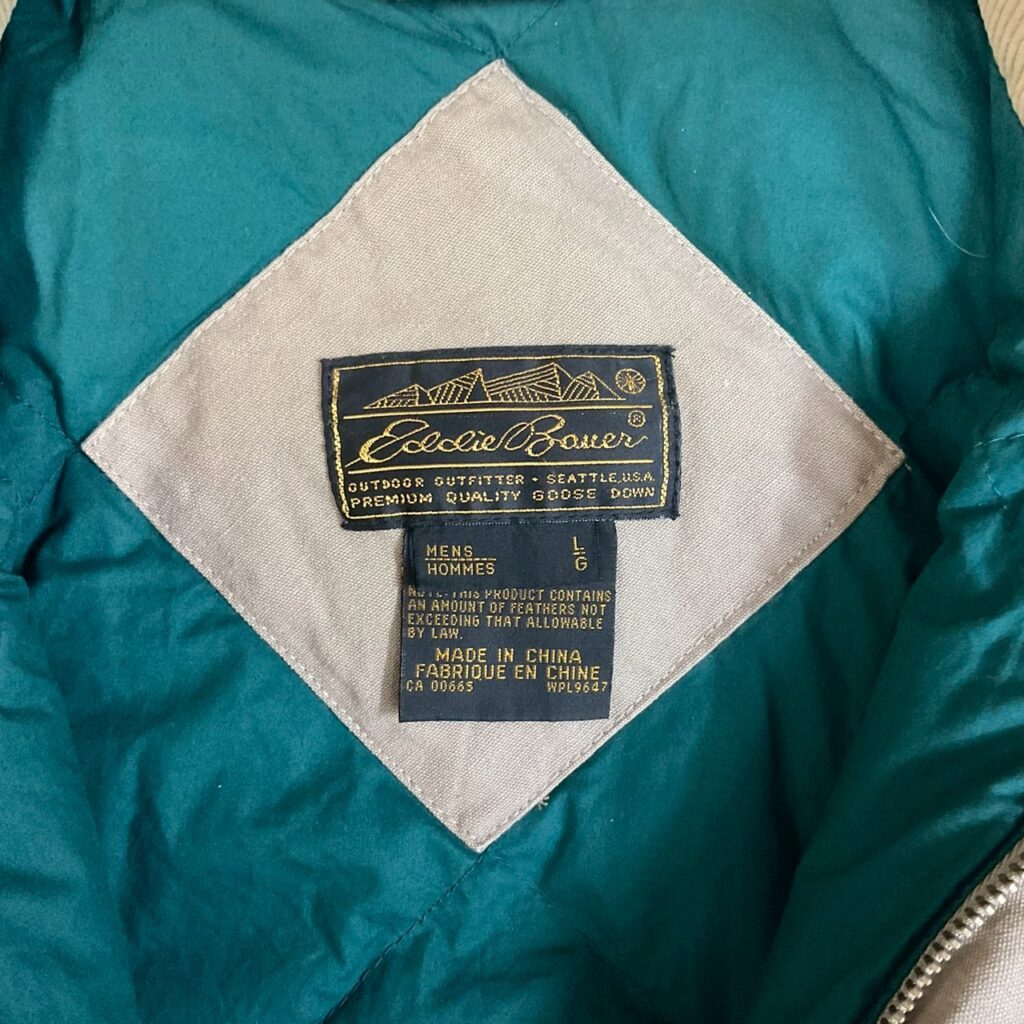 Eddie Bauer®
OUTDOOR OUTFITTER • SEATTLE, U.S.A.
PREMIUM QUALITY GOOSE DOWN
MENS L
HOMMES G
NOTE: THIS PRODUCT CONTAINS
AN AMOUNT OF FEATHERS NOT
EXCEEDING THAT ALLOWABLE
BY LAW.
MADE IN CHINA
FABRIQUE EN CHINE
CA 00665 WPL9647